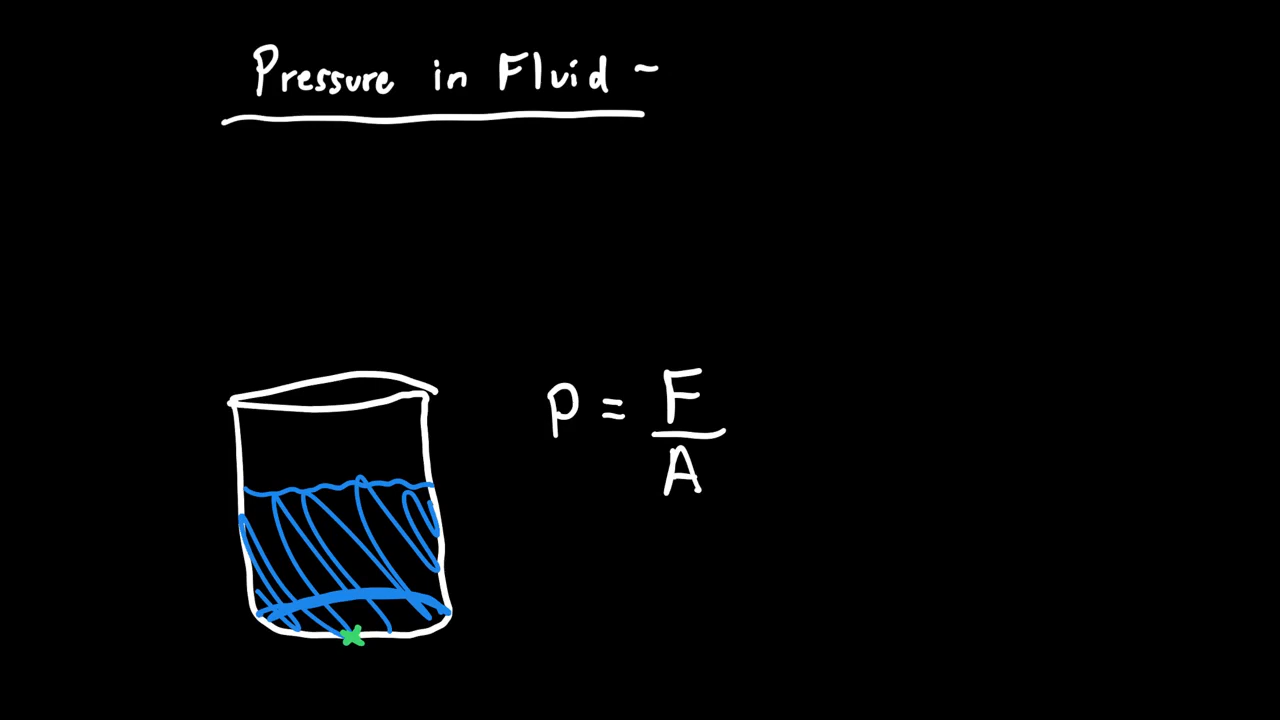 Pressure in Fluid ~
P = F
A